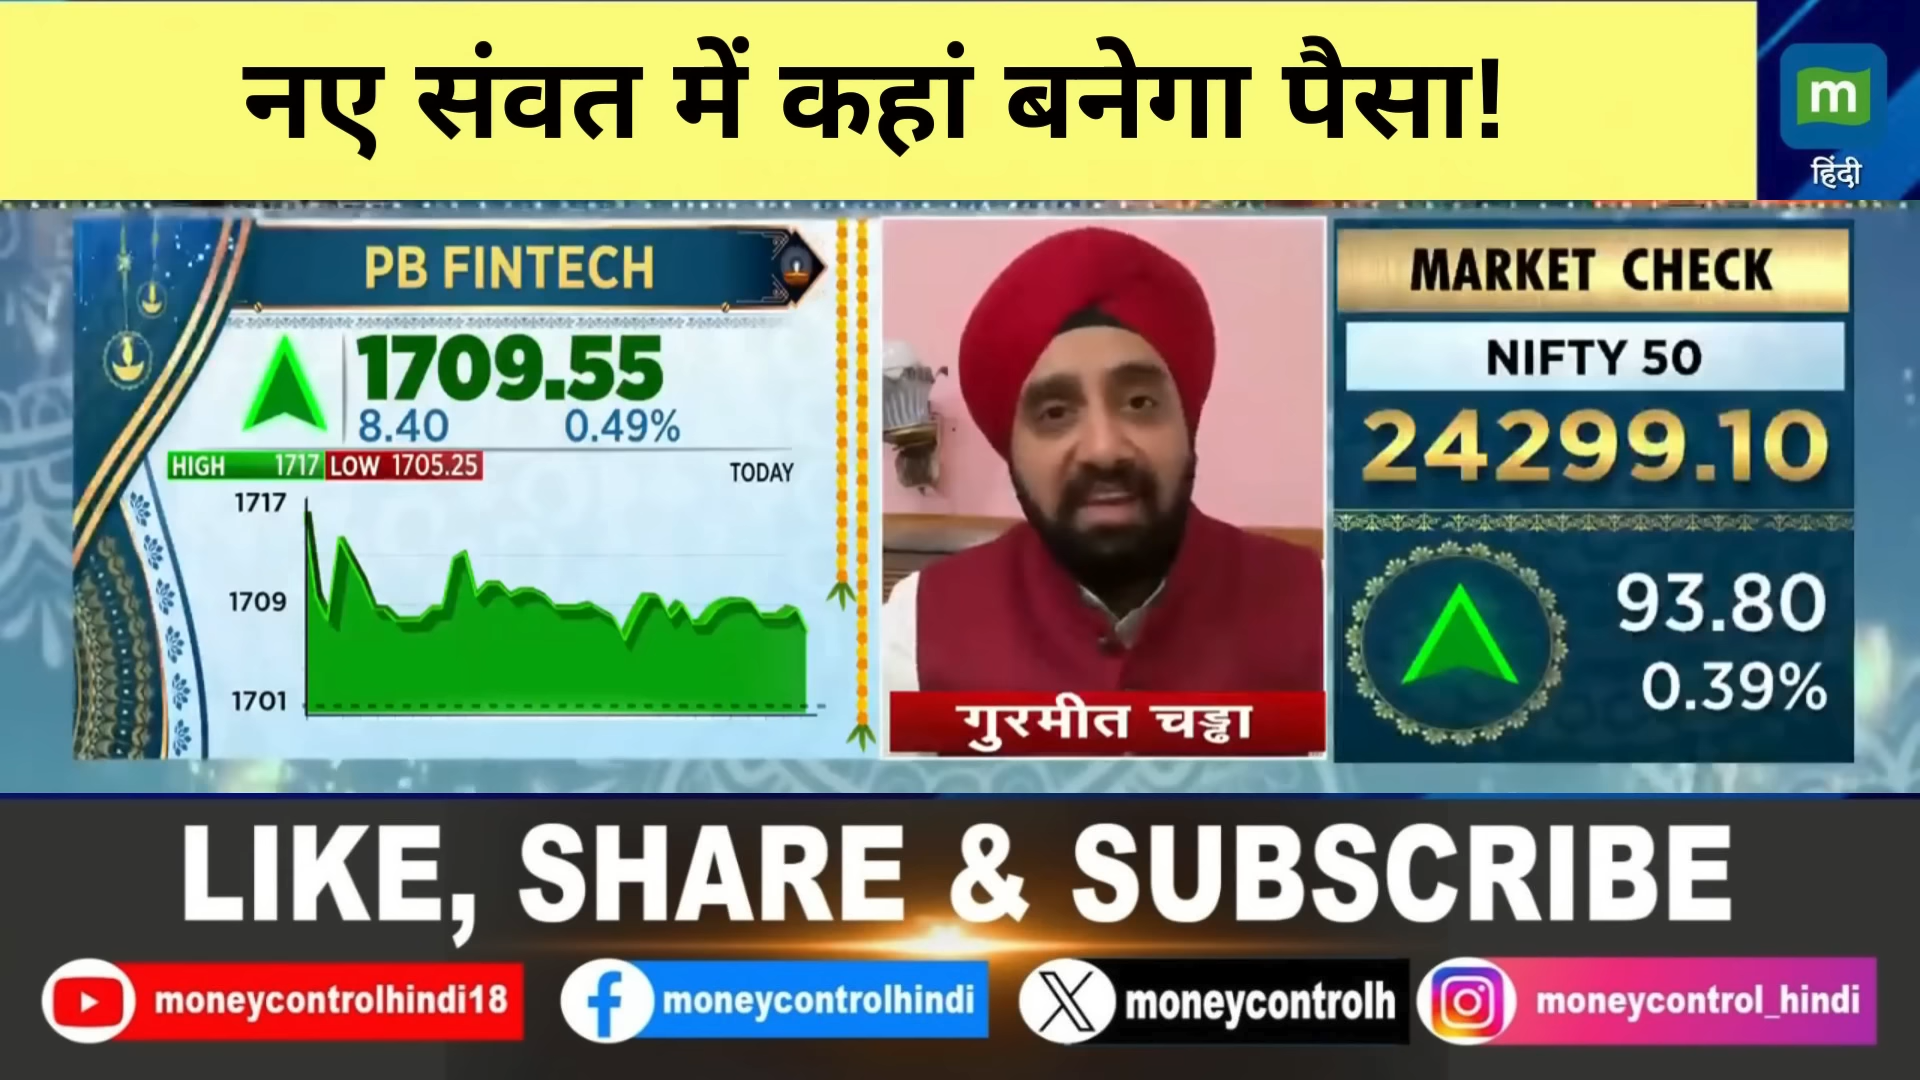 नए संवत में कहां बनेगा पैसा!
m
हिंदी
PB FINTECH
1709.55
8.40 0.49%
HIGH 1717 LOW 1705.25
TODAY
1717
1709
1701
गुरमीत चड्ढा
MARKET CHECK
NIFTY 50
24299.10
93.80
0.39%
LIKE, SHARE & SUBSCRIBE
moneycontrolhindi18
moneycontrolhindi
moneycontrolh
moneycontrol_hindi